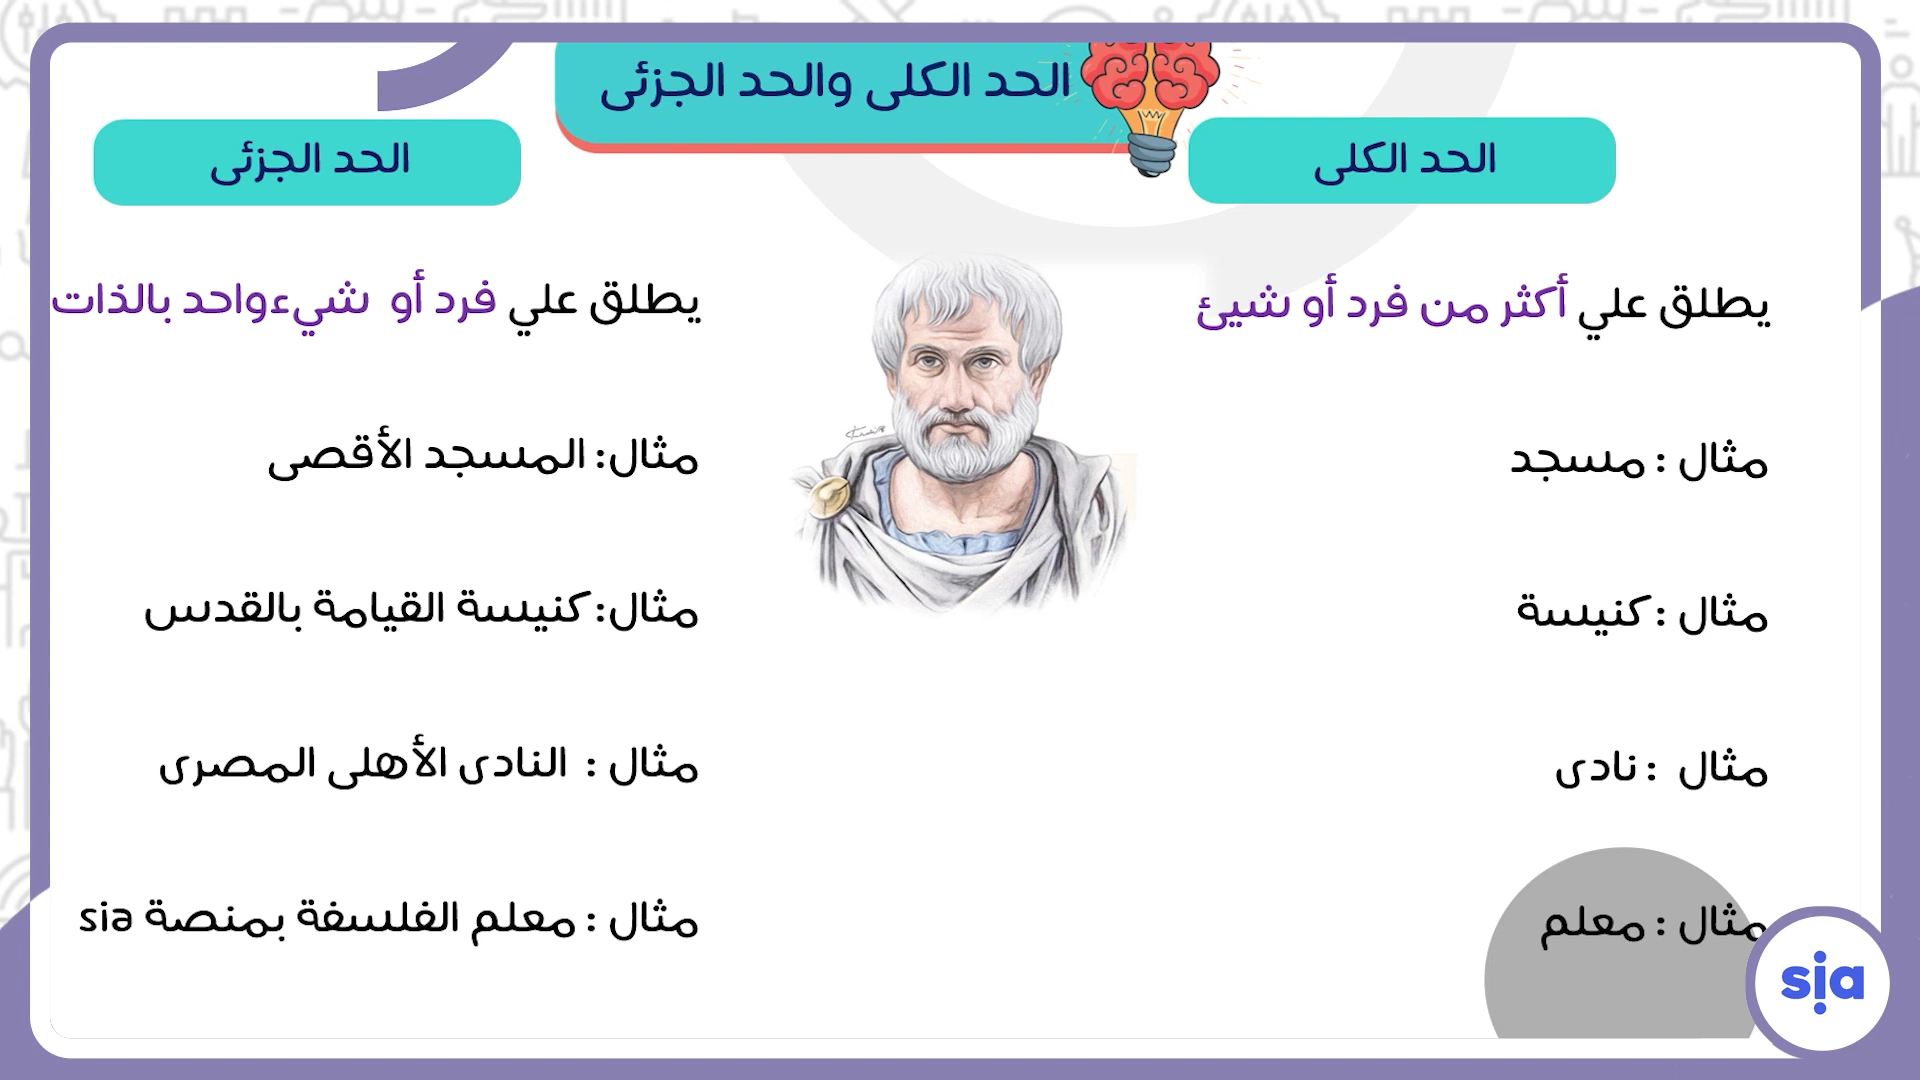 الحد الكلى والحد الجزئى
الحد الكلى
يطلق علي أكثر من فرد أو شيئ
مثال : مسجد
مثال : كنيسة
مثال : نادى
مثال : معلم
الحد الجزئى
يطلق علي فرد أو شيءواحد بالذات
مثال: المسجد الأقصى
مثال: كنيسة القيامة بالقدس
مثال : النادى الأهلى المصرى
مثال : معلم الفلسفة بمنصة sia
sia